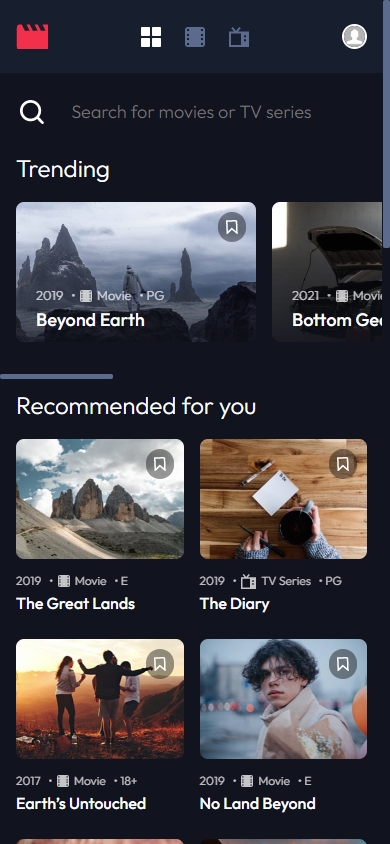 Search for movies or TV series
Trending
2019 • Movie • PG
Beyond Earth
2021 • Movie
Bottom Gea
Recommended for you
2019 • Movie • E
The Great Lands
2019 • TV Series • PG
The Diary
2017 • Movie • 18+
Earth's Untouched
2019 • Movie • E
No Land Beyond